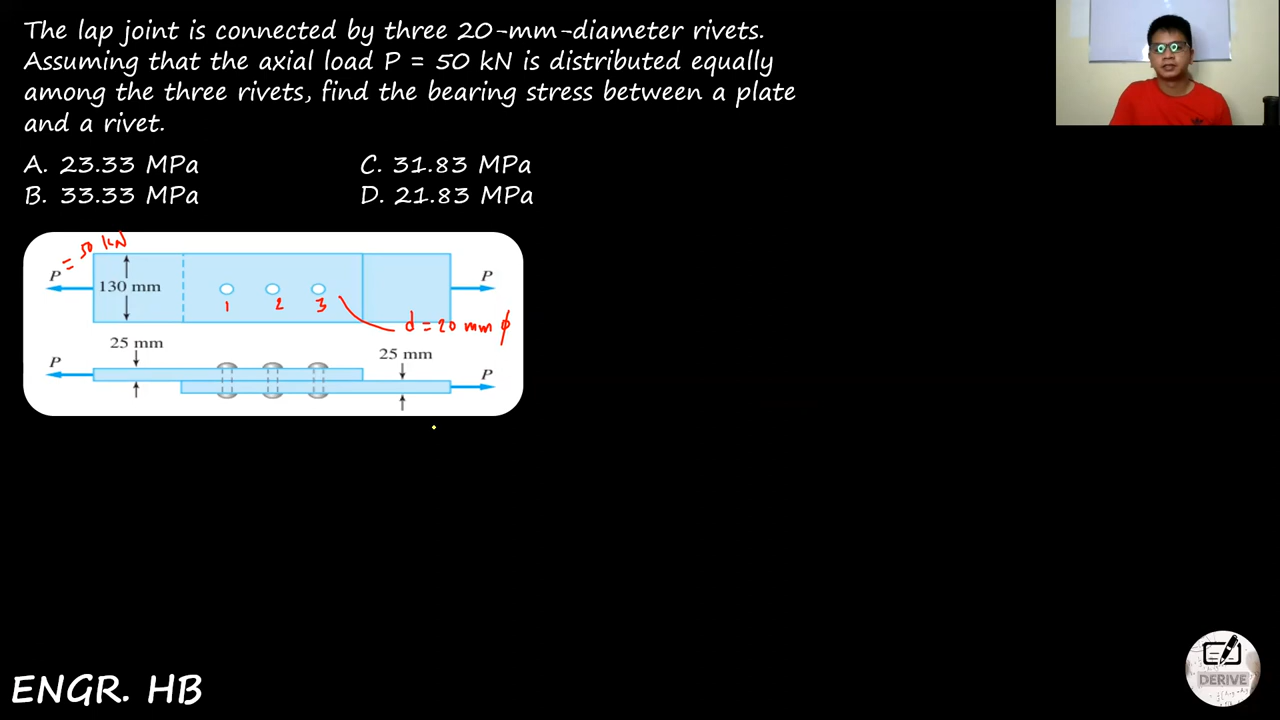 The lap joint is connected by three 20-mm-diameter rivets.
Assuming that the axial load P = 50 kN is distributed equally
among the three rivets, find the bearing stress between a plate
and a rivet.
A. 23.33 MPa
C. 31.83 MPa
B. 33.33 MPa
D. 21.83 MPa
P = 50 kN
130 mm
P
1 2 3
d = 20 mm ϕ
25 mm
25 mm
P
P
ENGR. HB
DERIVE